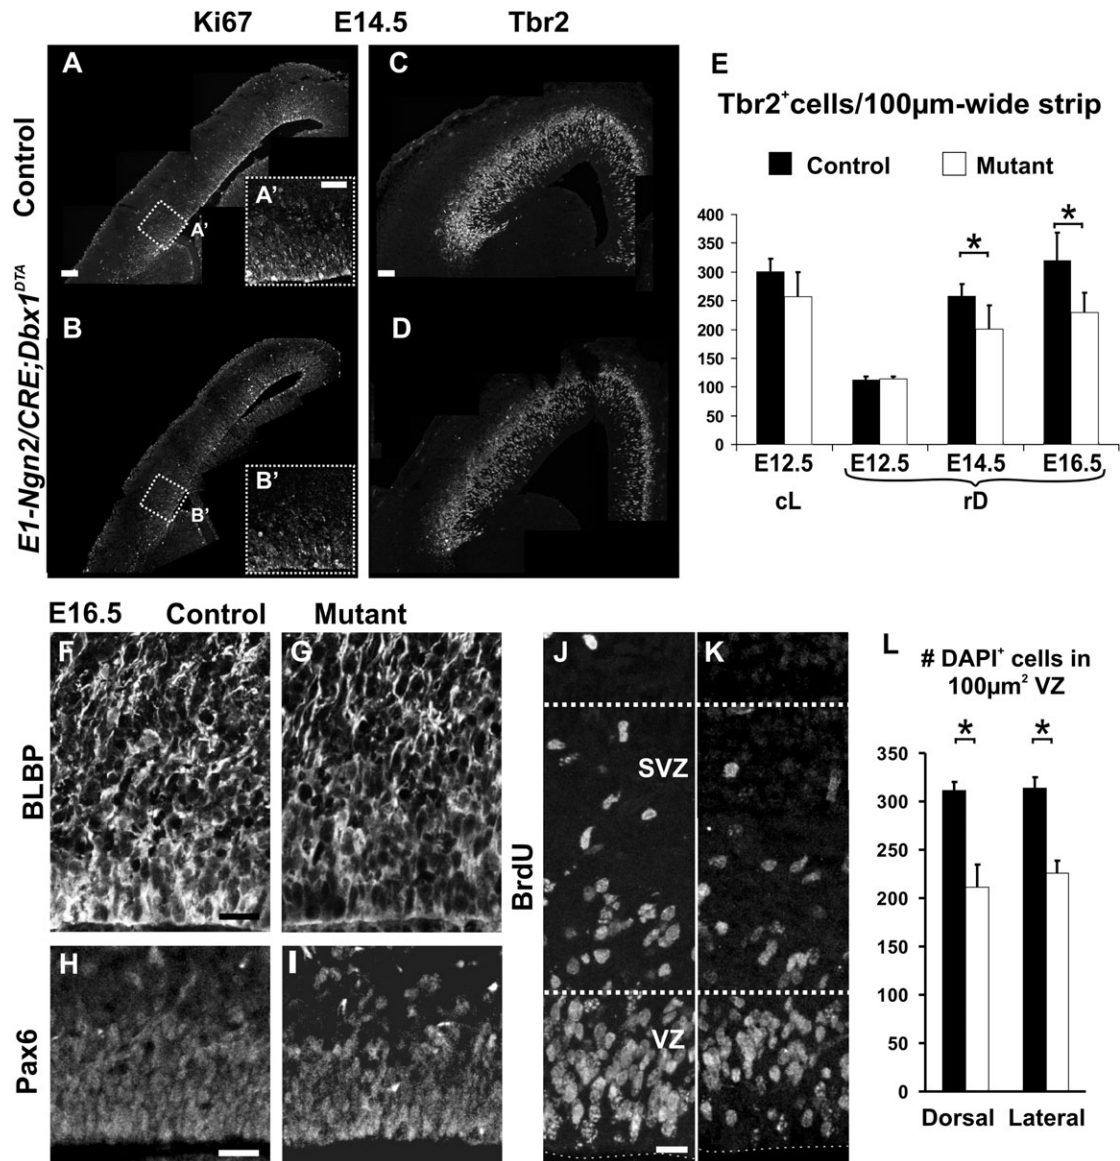 Ki67 E14.5 Tbr2
Control
E1-Ngn2/CRE;Dbx1ᴰᵀᴬ
A
A'
A'
B
B'
B'
C
D
E
Tbr2⁺cells/100µm-wide strip
Control Mutant
400
350
300
250
200
150
100
50
0
*
*
E12.5 E12.5 E14.5 E16.5
cL rD
E16.5 Control Mutant
BLBP
F
G
Pax6
H
I
BrdU
J
K
SVZ
VZ
L
# DAPI⁺ cells in
100µm² VZ
* *
350
300
250
200
150
100
50
0
Dorsal Lateral